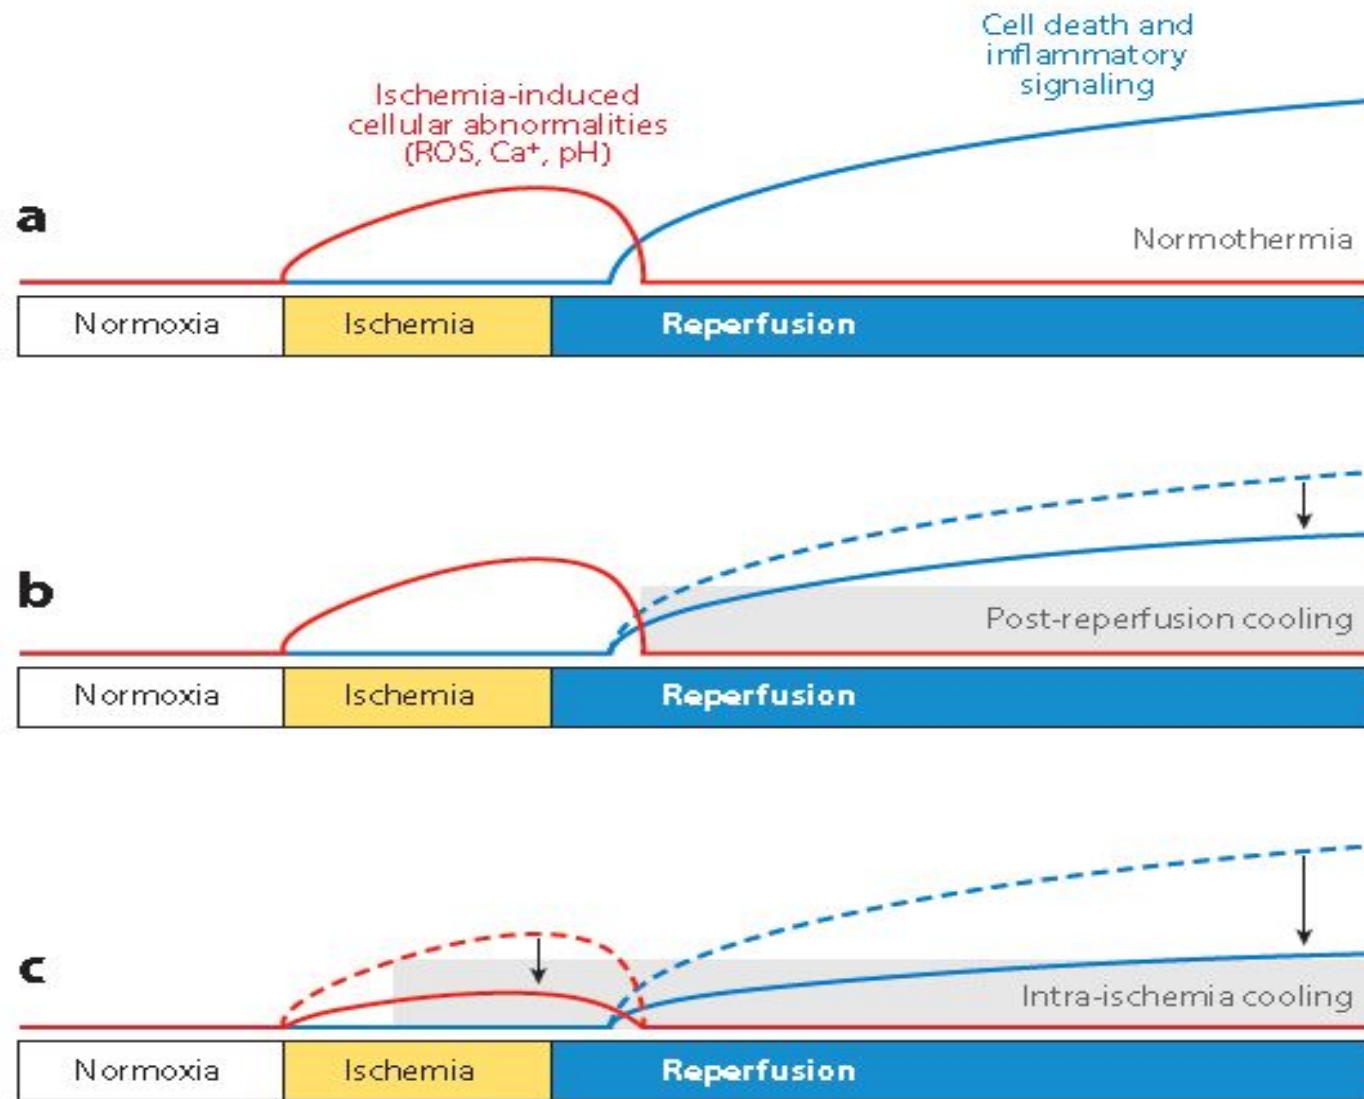 Cell death and
inflammatory
signaling
Ischemia-induced
cellular abnormalities
(ROS, Ca⁺, pH)
a
Normothermia
Normoxia Ischemia Reperfusion
b
Post-reperfusion cooling
Normoxia Ischemia Reperfusion
c
Intra-ischemia cooling
Normoxia Ischemia Reperfusion